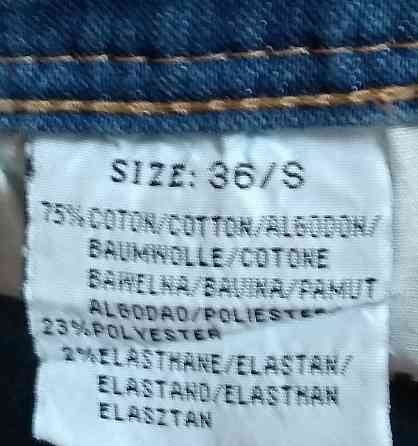 SIZE: 36/S
75% COTON/COTTON/ALGODON/
BAUMWOLLE/COTONE
BAWELNA/BAVLNA/PAMUT
ALGODAO/POLIESTER
23% POLYESTER
2% ELASTHANE/ELASTAN/
ELASTANO/ELASTHAN
ELASZTAN